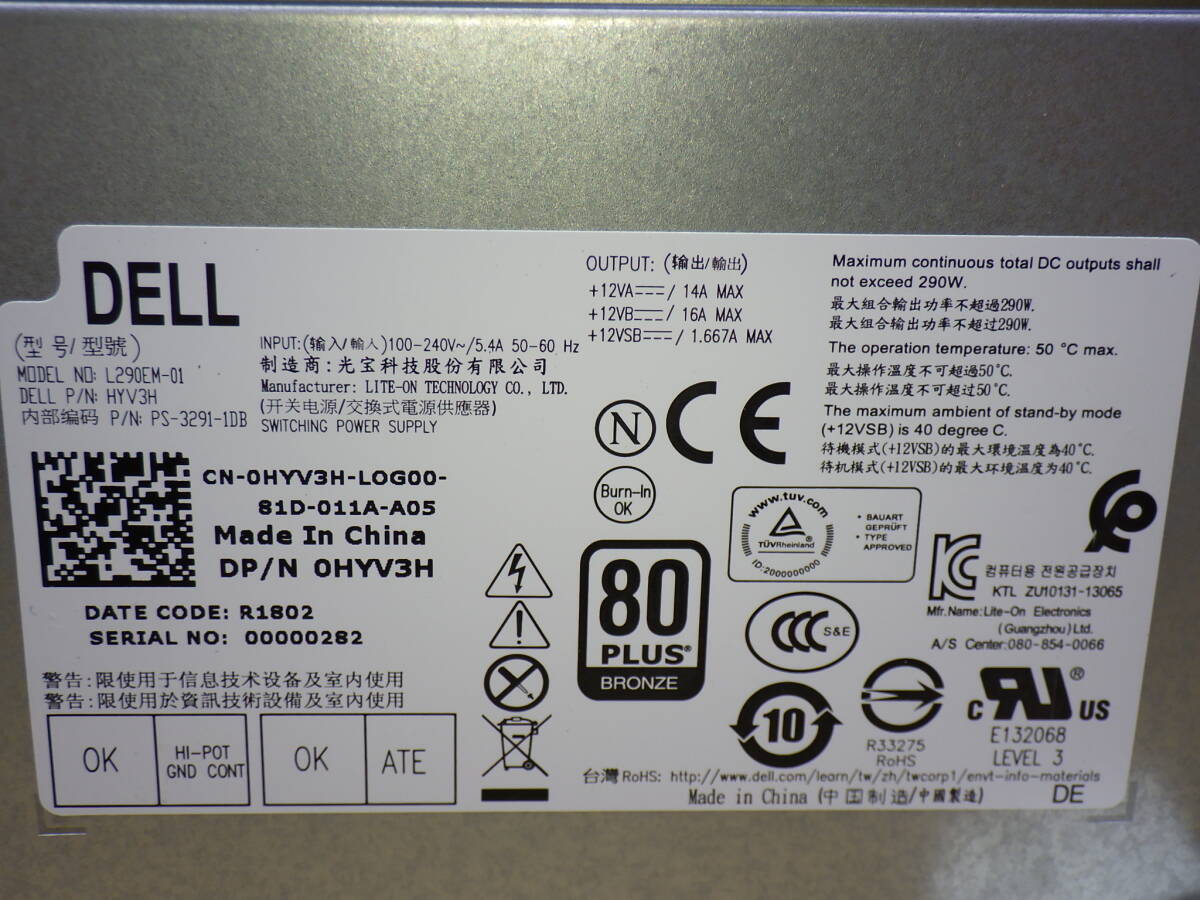 DELL
(型号/型號)
MODEL NO: L290EM-01
DELL P/N: HYV3H
内部编码 P/N: PS-3291-1DB
INPUT:(输入/輸入)100-240V~/5.4A 50-60 Hz
制造商:光宝科技股份有限公司
Manufacturer: LITE-ON TECHNOLOGY CO., LTD.
(开关电源/交換式電源供應器)
SWITCHING POWER SUPPLY
OUTPUT: (输出/輸出)
+12VA⎓/ 14A MAX
+12VB⎓/ 16A MAX
+12VSB⎓/ 1.667A MAX
Maximum continuous total DC outputs shall
not exceed 290W.
最大組合輸出功率不超過290W.
最大组合输出功率不超过290W.
The operation temperature: 50 °C max.
最大操作溫度不可超過50°C.
最大操作温度不可超过50°C.
The maximum ambient of stand-by mode
(+12VSB) is 40 degree C.
待機模式(+12VSB)的最大環境溫度為40°C.
待机模式(+12VSB)的最大环境温度为40°C.
CN-0HYV3H-LOG00-
81D-011A-A05
Made In China
DP/N 0HYV3H
DATE CODE: R1802
SERIAL NO: 00000282
警告:限使用于信息技术设备及室内使用
警告:限使用於資訊技術設備及室內使用
OK
HI-POT
GND CONT
OK
ATE
N
CE
Burn-In
OK
80
PLUS®
BRONZE
www.tuv.com
TÜVRheinland
®
ID:2000000000
• BAUART
GEPRÜFT
• TYPE
APPROVED
CCC S&E
10
R33275
RoHS
KC
컴퓨터용 전원공급장치
KTL ZU10131-13065
Mfr.Name:Lite-On Electronics
(Guangzhou)Ltd.
A/S Center:080-854-0066
c RU ® US
E132068
LEVEL 3
台灣 RoHS: http://www.dell.com/learn/tw/zh/twcorp1/envt-info-materials
Made in China (中国制造/中國製造)
DE